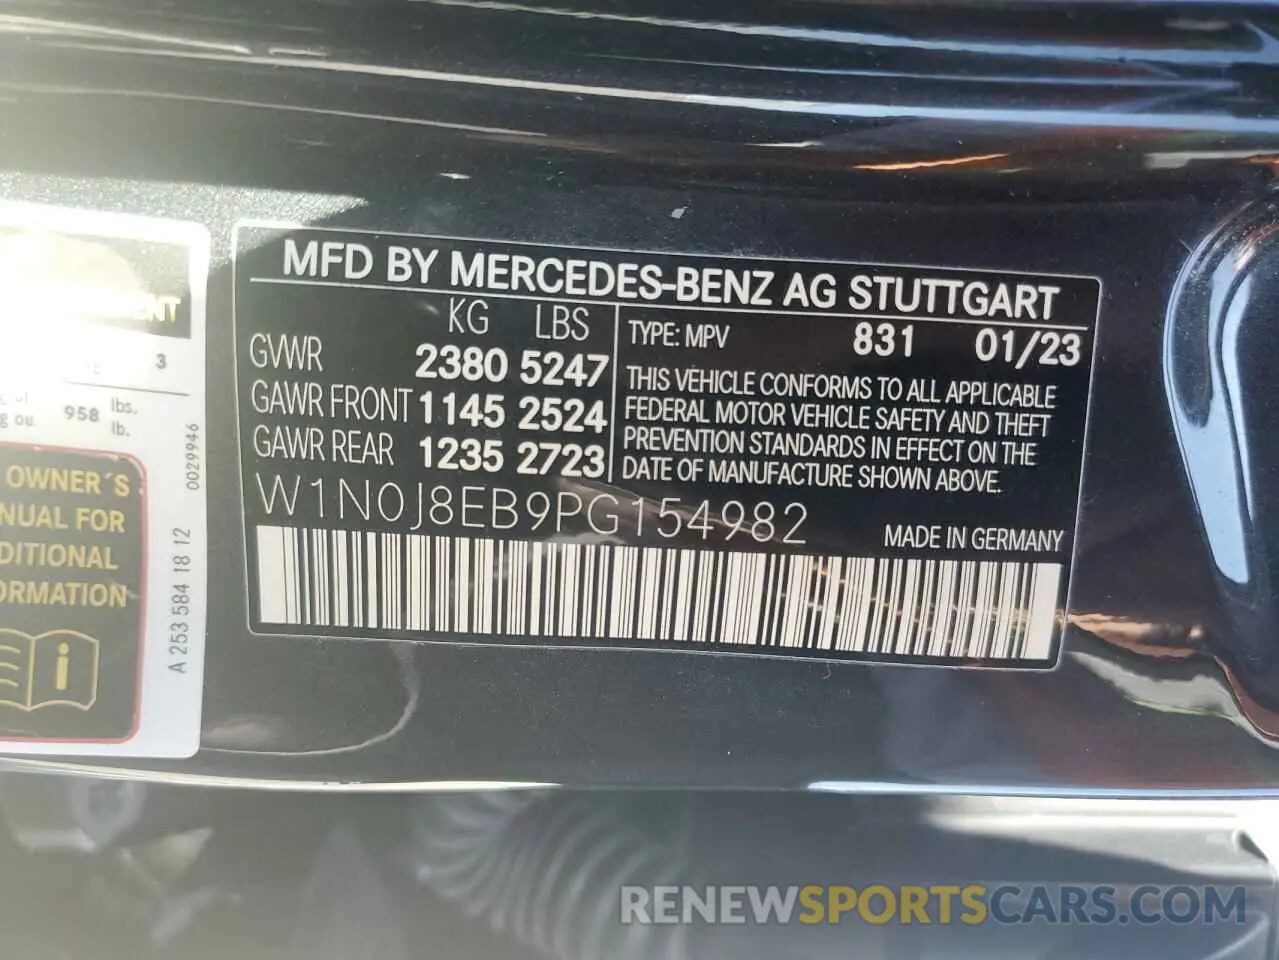 MFD BY MERCEDES-BENZ AG STUTTGART
KG LBS
GVWR 2380 5247
GAWR FRONT 1145 2524
GAWR REAR 1235 2723
TYPE: MPV 831 01/23
THIS VEHICLE CONFORMS TO ALL APPLICABLE
FEDERAL MOTOR VEHICLE SAFETY AND THEFT
PREVENTION STANDARDS IN EFFECT ON THE
DATE OF MANUFACTURE SHOWN ABOVE.
W1N0J8EB9PG154982
MADE IN GERMANY
3
958 lbs.
ou lb.
OWNER´S
NUAL FOR
DITIONAL
ORMATION
i
A 253 584 18 12
0029946
RENEWSPORTSCARS.COM